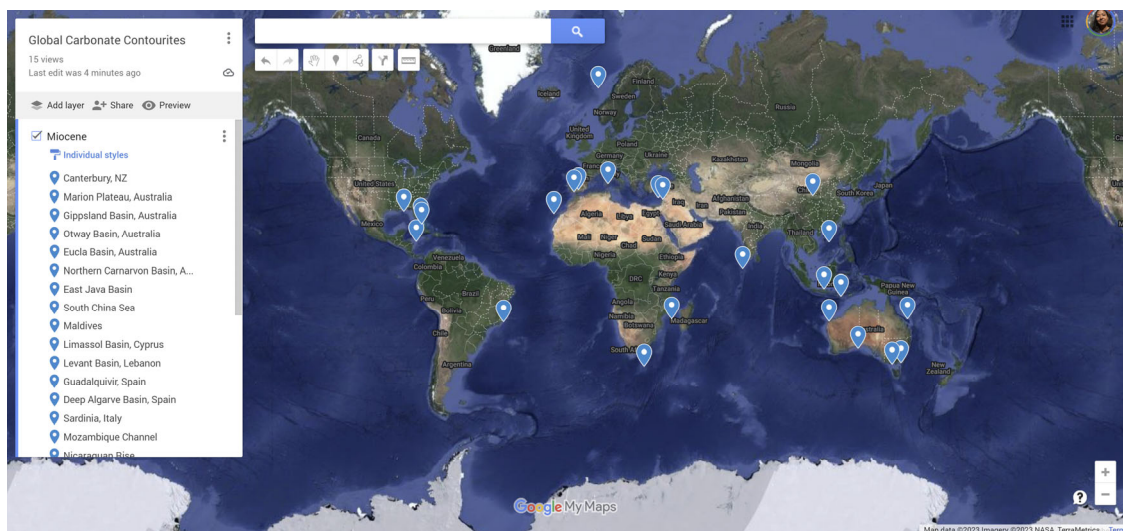 Global Carbonate Contourites
15 views
Last edit was 4 minutes ago
Add layer Share Preview
Miocene
Individual styles
Canterbury, NZ
Marion Plateau, Australia
Gippsland Basin, Australia
Otway Basin, Australia
Eucla Basin, Australia
Northern Carnarvon Basin, A...
East Java Basin
South China Sea
Maldives
Limassol Basin, Cyprus
Levant Basin, Lebanon
Guadalquivir, Spain
Deep Algarve Basin, Spain
Sardinia, Italy
Mozambique Channel
Nicaraguan Rise
Greenland
Iceland
Finland
Sweden
Norway
Russia
Canada
United
Kingdom
Poland
Germany
Ukraine
France
Kazakhstan
Mongolia
United States
South Korea
Japan
Afghanistan
Iraq
Iran
Pakistan
Algeria
Libya
Egypt
Saudi Arabia
India
Mexico
Mali
Niger
Chad
Sudan
Thailand
Nigeria
Ethiopia
Venezuela
Colombia
Kenya
DRC
Tanzania
Papua New
Guinea
Peru
Brazil
Bolivia
Angola
Namibia
Botswana
Madagascar
Chile
South Af
Argentina
New
Zealand
Google My Maps
Map data ©2023 Imagery ©2023 NASA, TerraMetrics